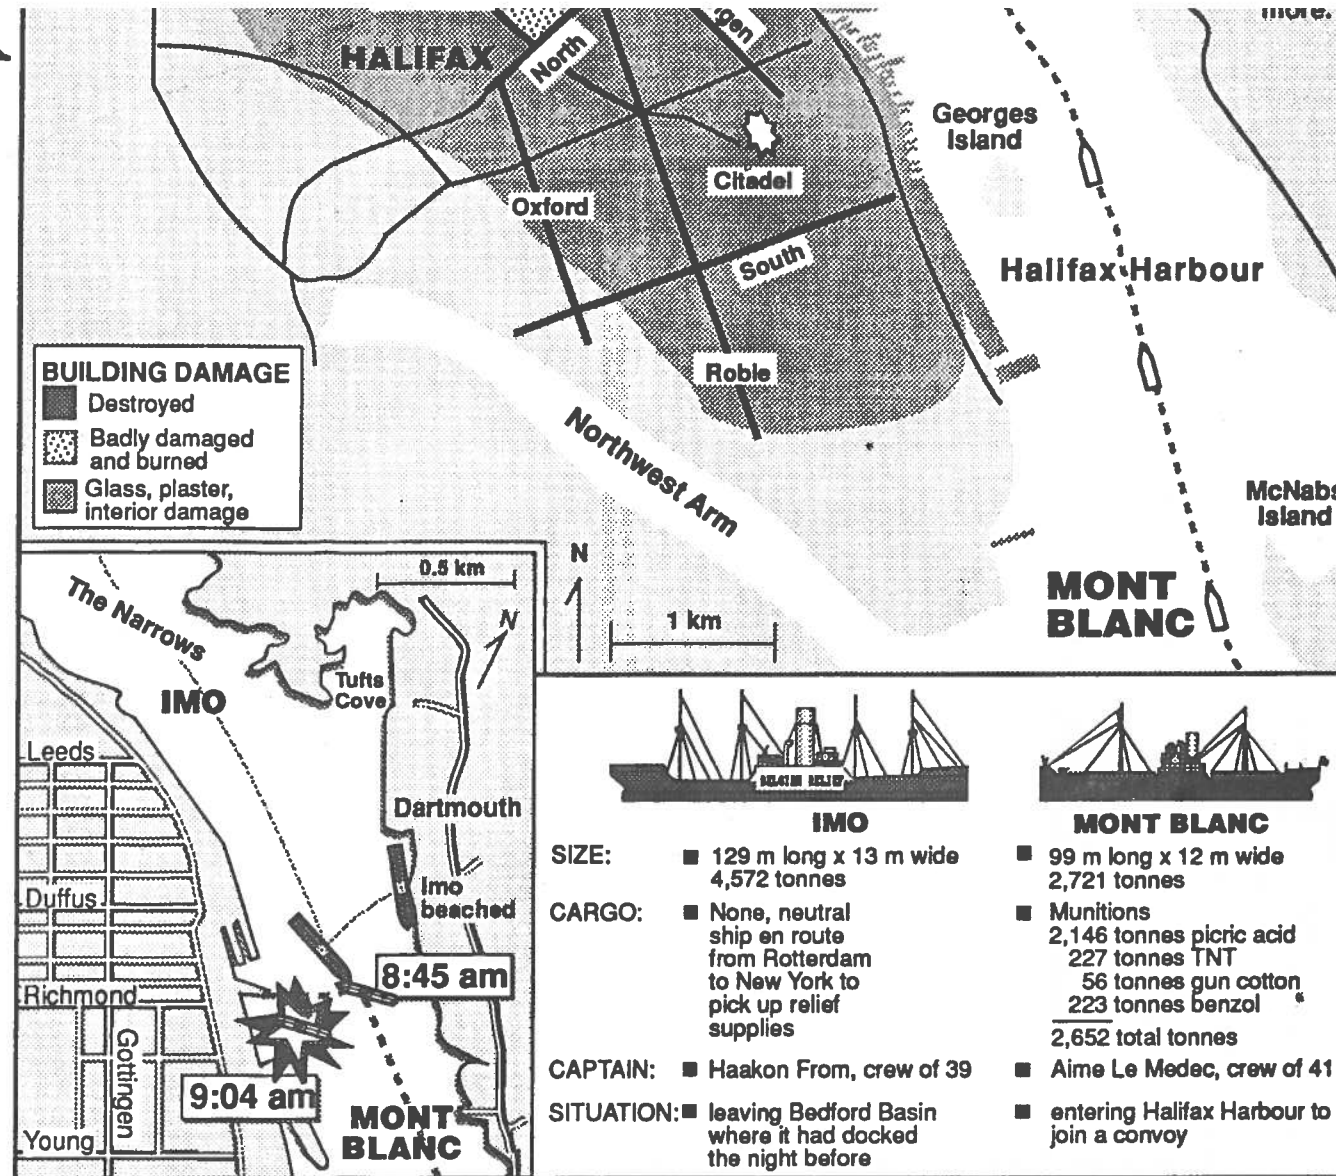 more.
HALIFAX
North
Georges
Island
Citadel
Oxford
South
Halifax Harbour
Roble
BUILDING DAMAGE
Destroyed
Badly damaged
and burned
Glass, plaster,
interior damage
Northwest Arm
McNabs
Island
N
1 km
MONT
BLANC
0.5 km
The Narrows
N
IMO
Tufts
Cove
Leeds
Dartmouth
Duffus
Imo
beached
8:45 am
Richmond
Gottingen
9:04 am
MONT
BLANC
Young
BELGIAN RELIEF
IMO
MONT BLANC
SIZE:
■ 129 m long x 13 m wide
4,572 tonnes
■ 99 m long x 12 m wide
2,721 tonnes
CARGO:
■ None, neutral
ship en route
from Rotterdam
to New York to
pick up relief
supplies
■ Munitions
2,146 tonnes picric acid
227 tonnes TNT
56 tonnes gun cotton
223 tonnes benzol
2,652 total tonnes
CAPTAIN:
■ Haakon From, crew of 39
■ Aime Le Medec, crew of 41
SITUATION:
■ leaving Bedford Basin
where it had docked
the night before
■ entering Halifax Harbour to
join a convoy